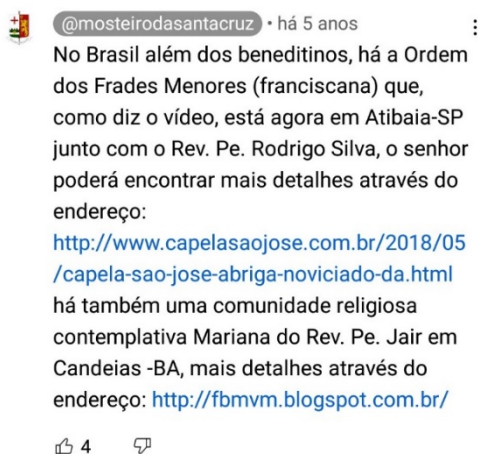 @mosteirodasantacruz • há 5 anos
No Brasil além dos beneditinos, há a Ordem
dos Frades Menores (franciscana) que,
como diz o vídeo, está agora em Atibaia-SP
junto com o Rev. Pe. Rodrigo Silva, o senhor
poderá encontrar mais detalhes através do
endereço:
http://www.capelasaojose.com.br/2018/05
/capela-sao-jose-abriga-noviciado-da.html
há também uma comunidade religiosa
contemplativa Mariana do Rev. Pe. Jair em
Candeias -BA, mais detalhes através do
endereço: http://fbmvm.blogspot.com.br/
4